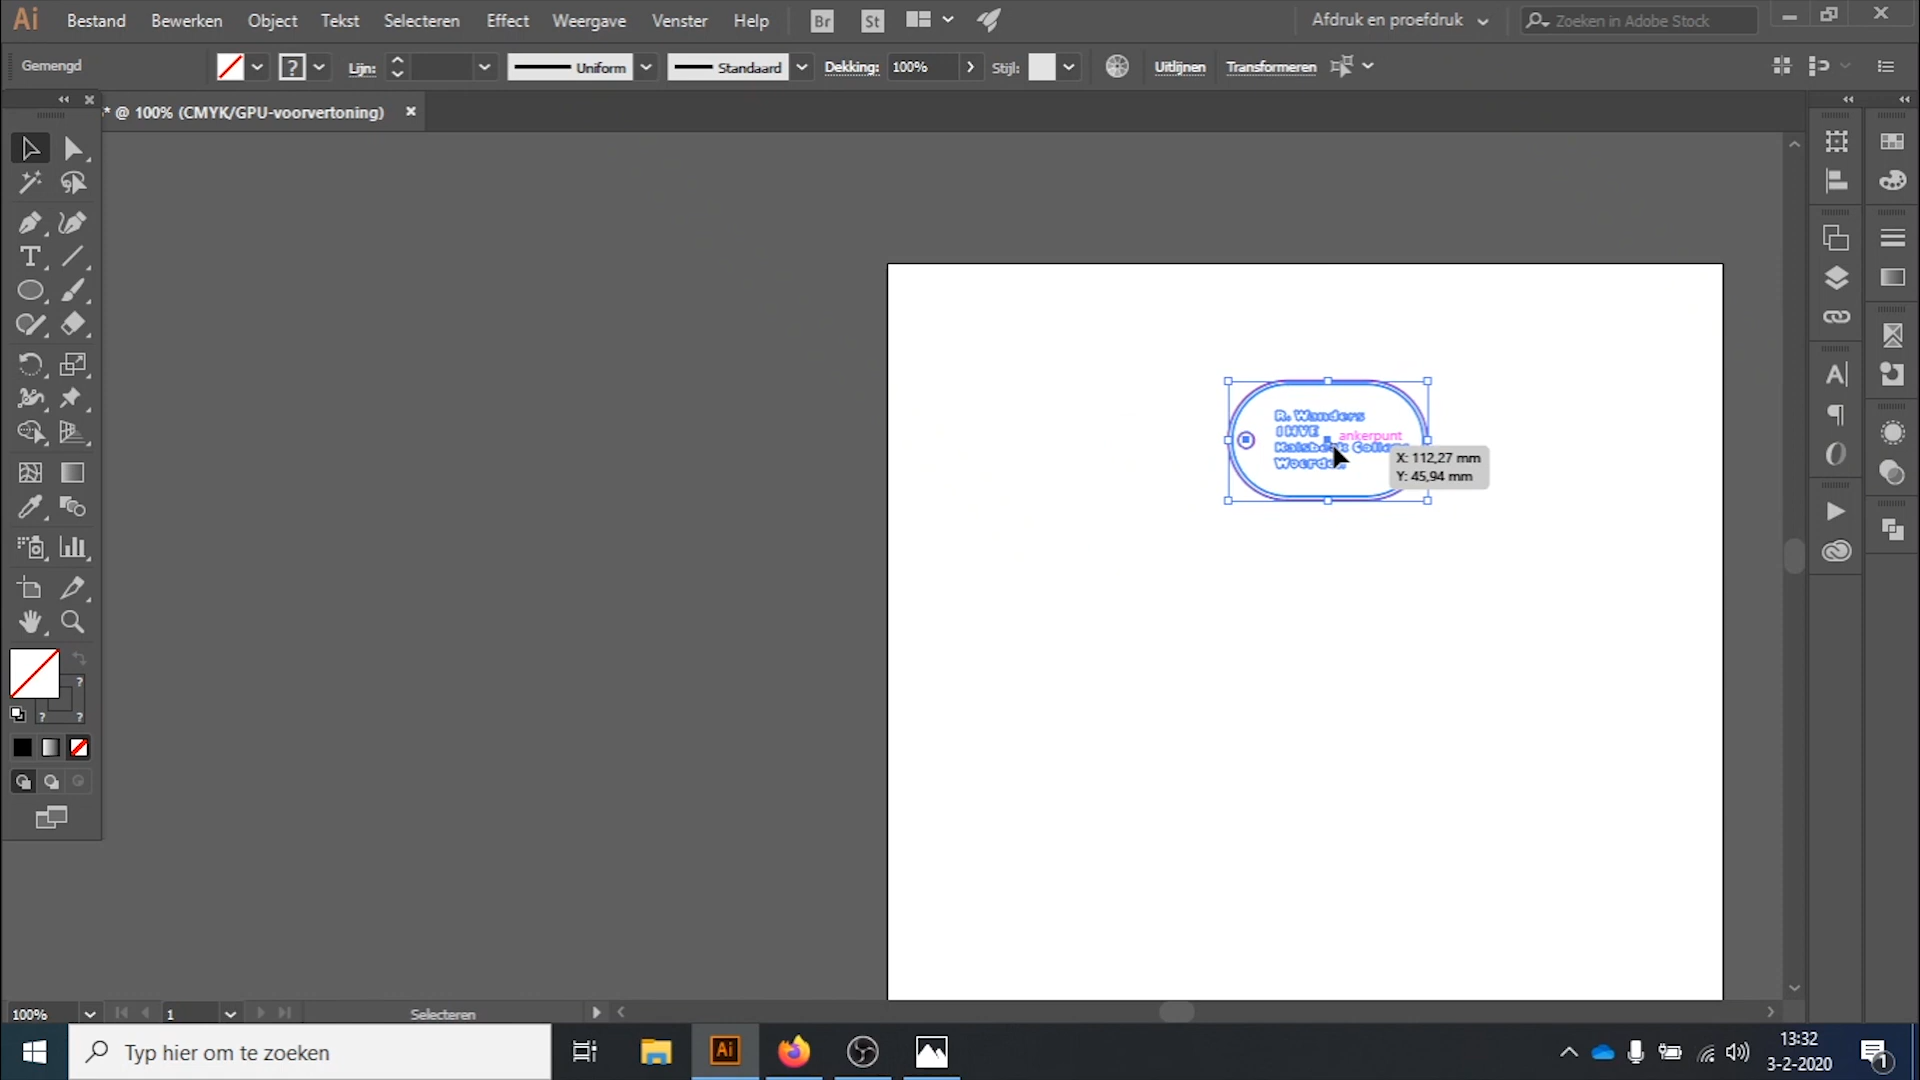 Ai Bestand Bewerken Object Tekst Selecteren Effect Weergave Venster Help Br St Afdruk en proefdruk Zoeken in Adobe Stock
Gemengd ? Lijn: Uniform Standaard Dekking: 100% Stijl: Uitlijnen Transformeren
* @ 100% (CMYK/GPU-voorvertoning)
R. Wanders
ankerpunt
Woerden
X: 112,27 mm
Y: 45,94 mm
?
? ?
100% 1 Selecteren
Typ hier om te zoeken
Ai
13:32
3-2-2020
1